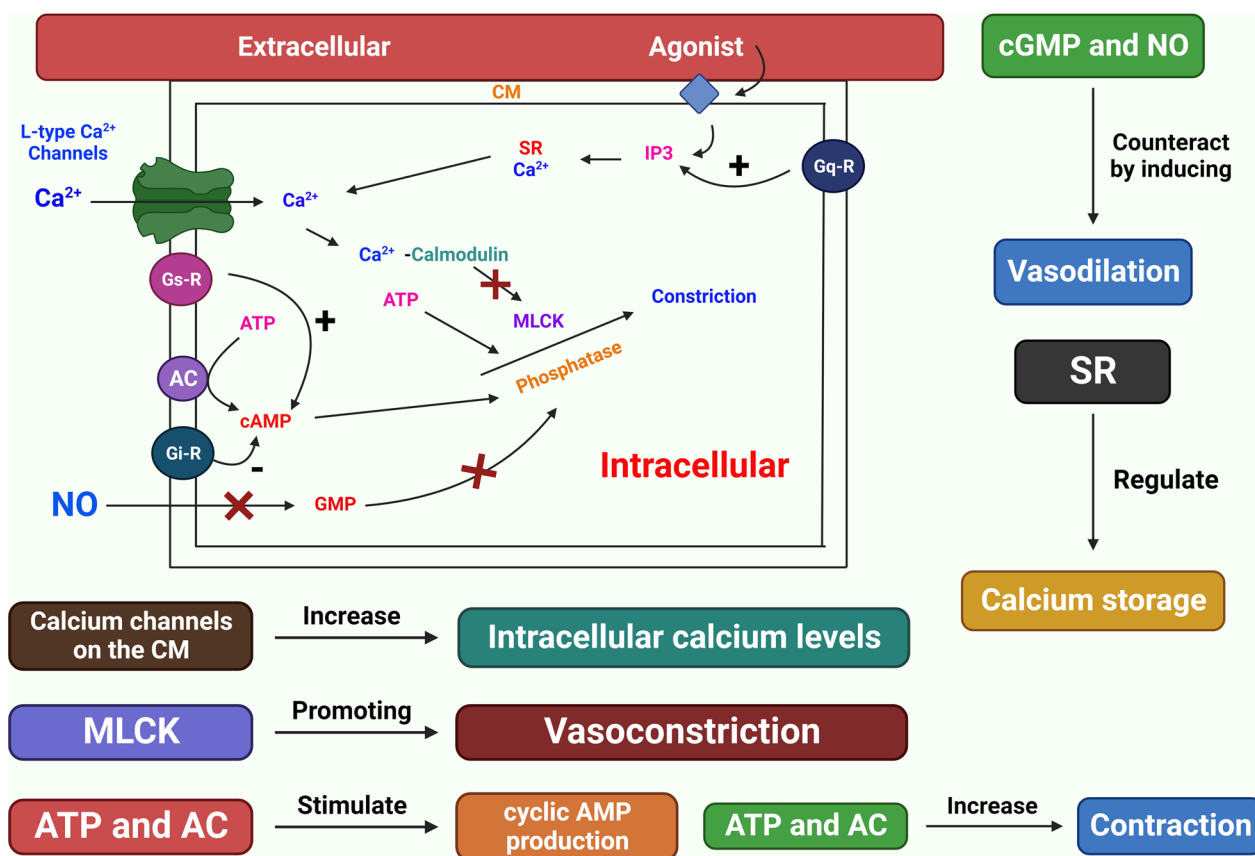 Extracellular
Agonist
cGMP and NO
CM
L-type Ca²⁺
Channels
Ca²⁺
Ca²⁺
SR
Ca²⁺
IP3
+
Gq-R
Counteract
by inducing
Ca²⁺ -Calmodulin
Vasodilation
Gs-R
ATP
+
ATP
MLCK
Constriction
Phosphatase
AC
cAMP
SR
Gi-R
-
Intracellular
Regulate
NO
GMP
Calcium storage
Calcium channels
on the CM
Increase
Intracellular calcium levels
MLCK
Promoting
Vasoconstriction
ATP and AC
Stimulate
cyclic AMP
production
ATP and AC
Increase
Contraction